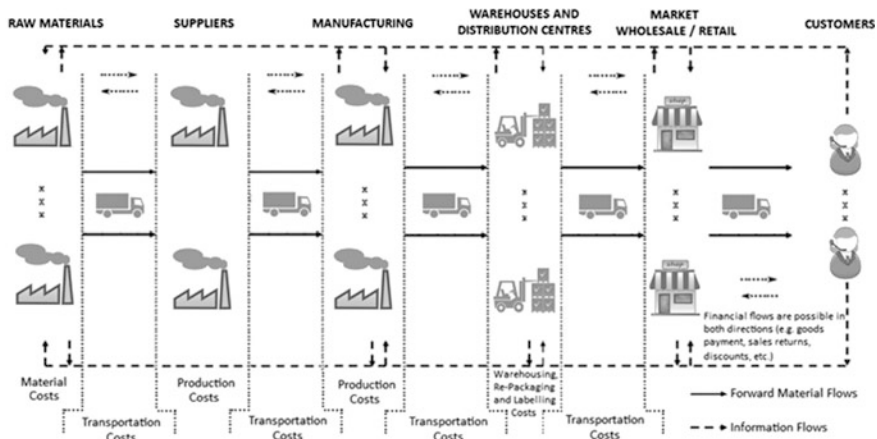 RAW MATERIALS
SUPPLIERS
MANUFACTURING
WAREHOUSES AND
DISTRIBUTION CENTRES
MARKET
WHOLESALE / RETAIL
CUSTOMERS
shop
shop
Financial flows are possible in
both directions (e.g. goods
payment, sales returns,
discounts, etc.)
Material
Costs
Production
Costs
Production
Costs
Warehousing,
Re-Packaging
and Labelling
Costs
Transportation
Costs
Transportation
Costs
Transportation
Costs
Transportation
Costs
Forward Material Flows
Information Flows